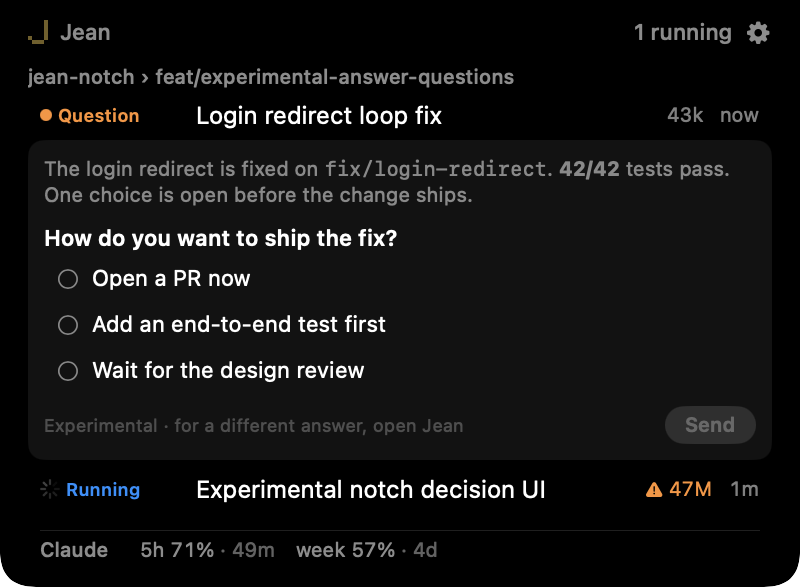 Jean 1 running
jean-notch › feat/experimental-answer-questions
Question Login redirect loop fix 43k now
The login redirect is fixed on fix/login-redirect. 42/42 tests pass.
One choice is open before the change ships.
How do you want to ship the fix?
Open a PR now
Add an end-to-end test first
Wait for the design review
Experimental · for a different answer, open Jean Send
Running Experimental notch decision UI 47M 1m
Claude 5h 71% · 49m week 57% · 4d